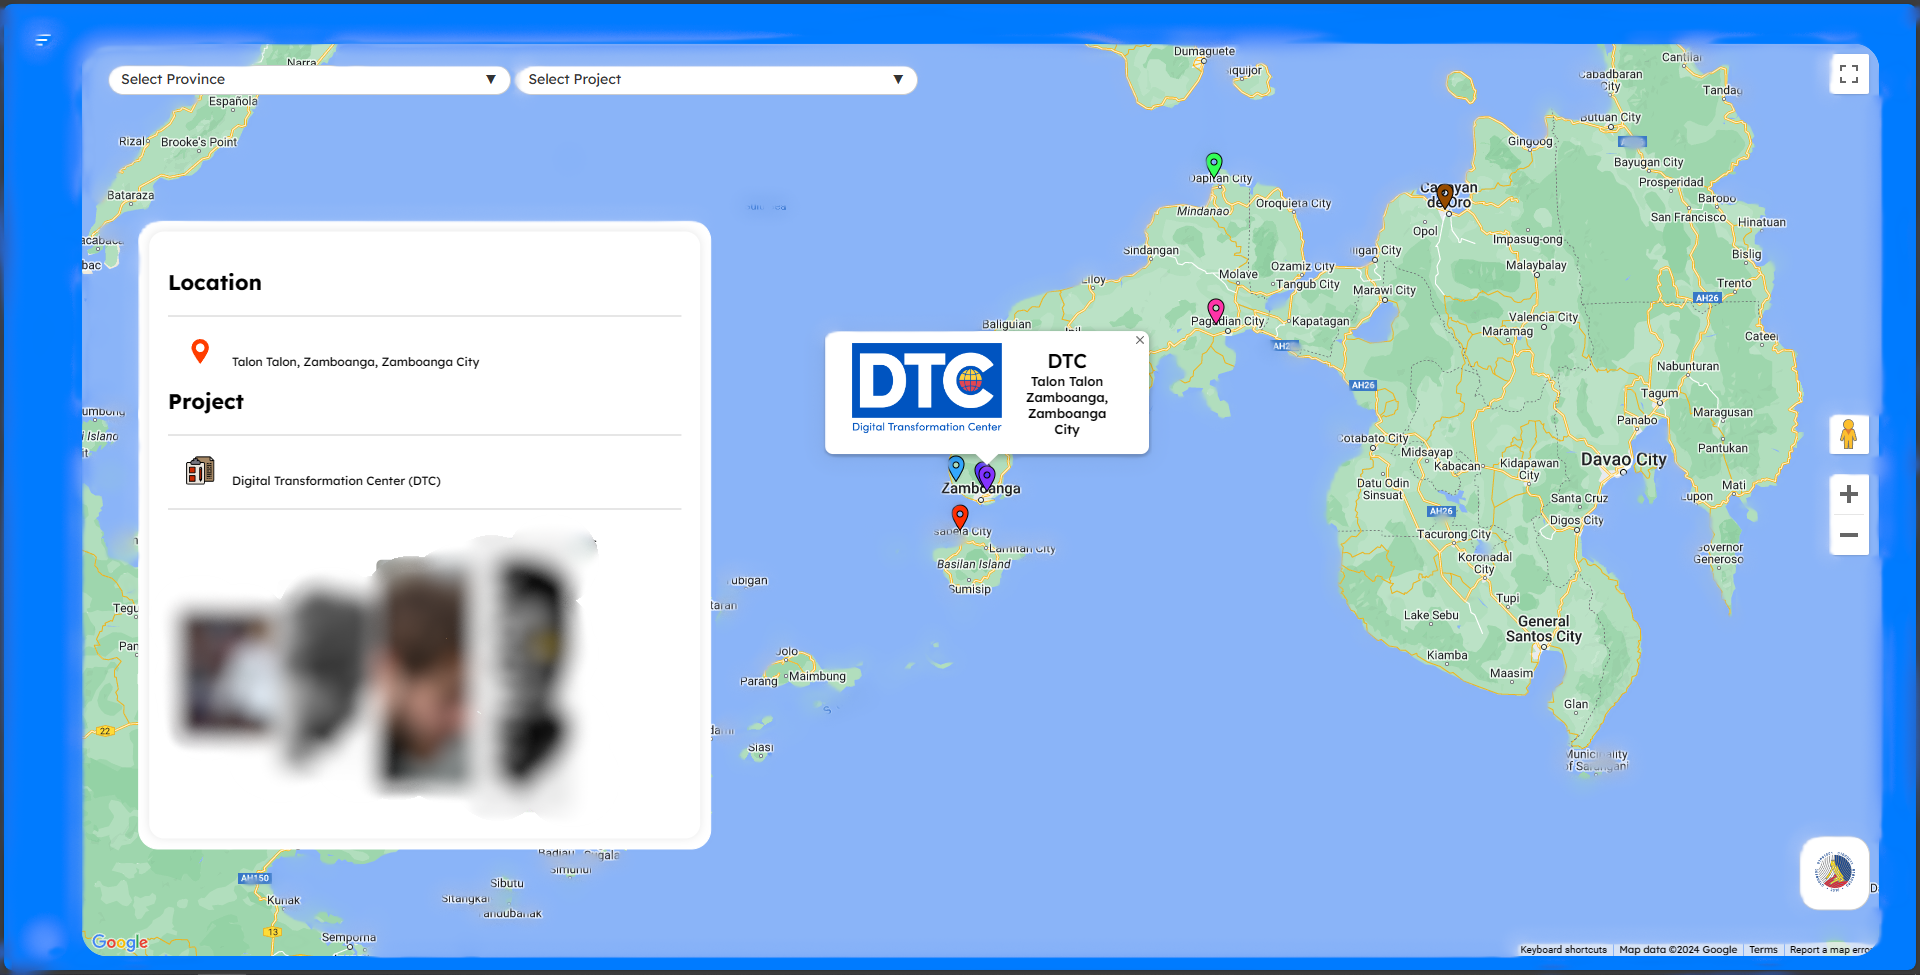 Select Province
Select Project
Narra
Española
Rizal
Brooke's Point
Bataraza
Dumaguete
Cantilan
Cabadbaran
City
Tandag
Butuan City
Gingoog
Bayugan City
Prosperidad
Barobo
San Francisco
Hinatuan
Bislig
Trento
AH26
Cateel
Dapitan City
Mindanao
Oroquieta City
Sindangan
Cagayan
de Oro
Opol
Impasug-ong
Iligan City
Malaybalay
Ozamiz City
Molave
Tangub City
Marawi City
Liloy
Baliguian
Pagadian City
Kapatagan
Valencia City
Maramag
Location
Talon Talon, Zamboanga, Zamboanga City
Project
Digital Transformation Center (DTC)
DTC
Digital Transformation Center
DTC
Talon Talon
Zamboanga,
Zamboanga
City
AH26
Nabunturan
Tagum
Maragusan
Panabo
Cotabato City
Midsayap
Kabacan
Kidapawan
City
Davao City
Pantukan
Datu Odin
Sinsuat
Santa Cruz
Mati
Lupon
AH26
Digos City
Tacurong City
Koronadal
City
Governor
Generoso
Tupi
Lake Sebu
General
Santos City
Kiamba
Maasim
Glan
Municipality
of Sarangani
Zamboanga
Isabela City
Lamitan City
Basilan Island
Sumisip
Jolo
Parang
Maimbung
Siasi
22
AH150
Kunak
13
Semporna
Sibutu
Sitangkai
Simunul
Google
Keyboard shortcuts
Map data ©2024 Google
Terms
Report a map error